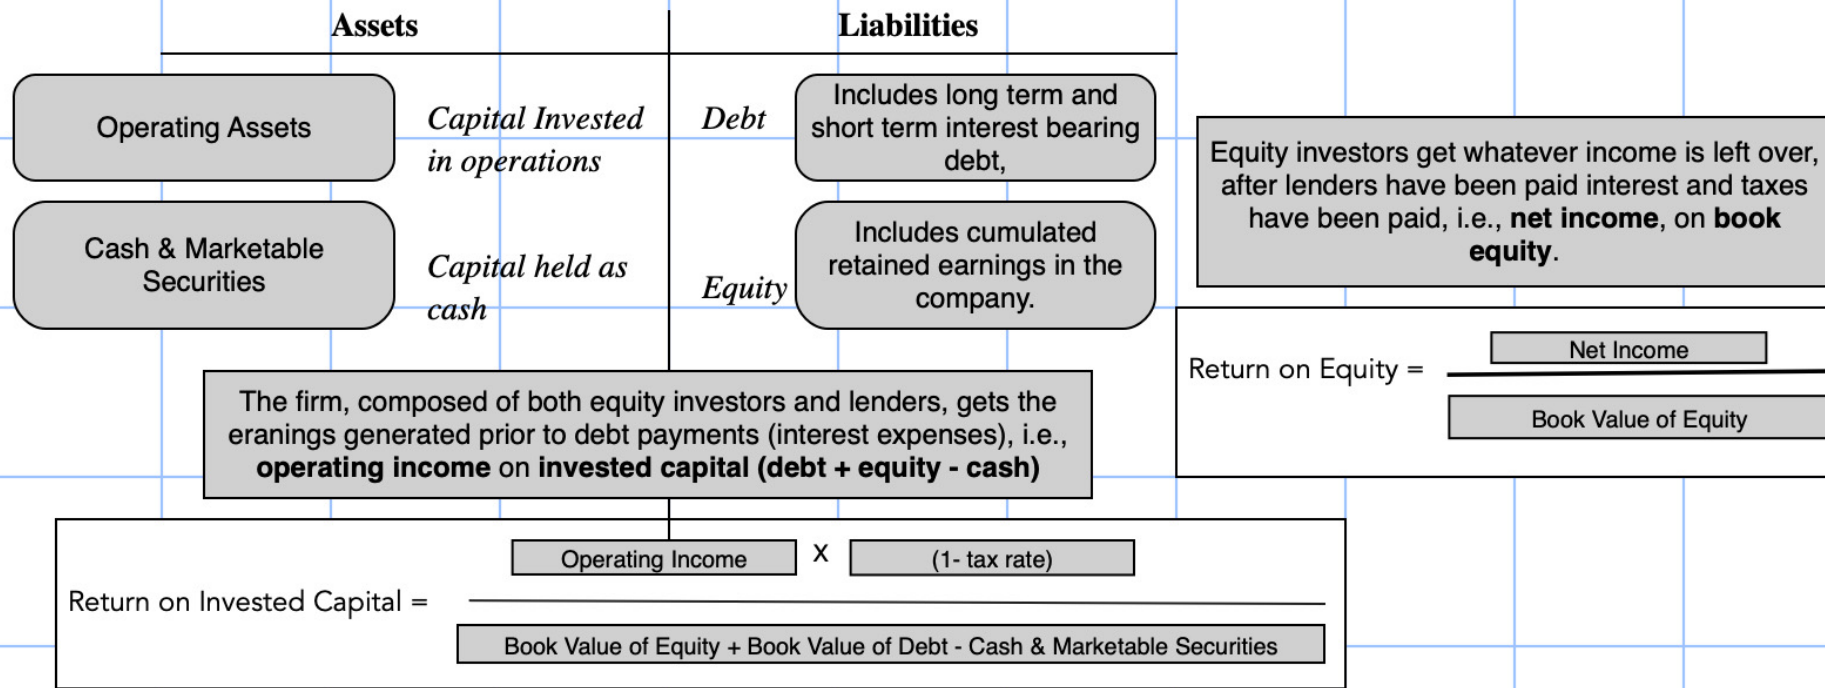 Assets
Liabilities
Operating Assets
Capital Invested
in operations
Debt
Includes long term and
short term interest bearing
debt,
Cash & Marketable
Securities
Capital held as
cash
Equity
Includes cumulated
retained earnings in the
company.
Equity investors get whatever income is left over,
after lenders have been paid interest and taxes
have been paid, i.e., net income, on book
equity.
Return on Equity =
Net Income
Book Value of Equity
The firm, composed of both equity investors and lenders, gets the
eranings generated prior to debt payments (interest expenses), i.e.,
operating income on invested capital (debt + equity - cash)
Return on Invested Capital =
Operating Income X (1- tax rate)
Book Value of Equity + Book Value of Debt - Cash & Marketable Securities